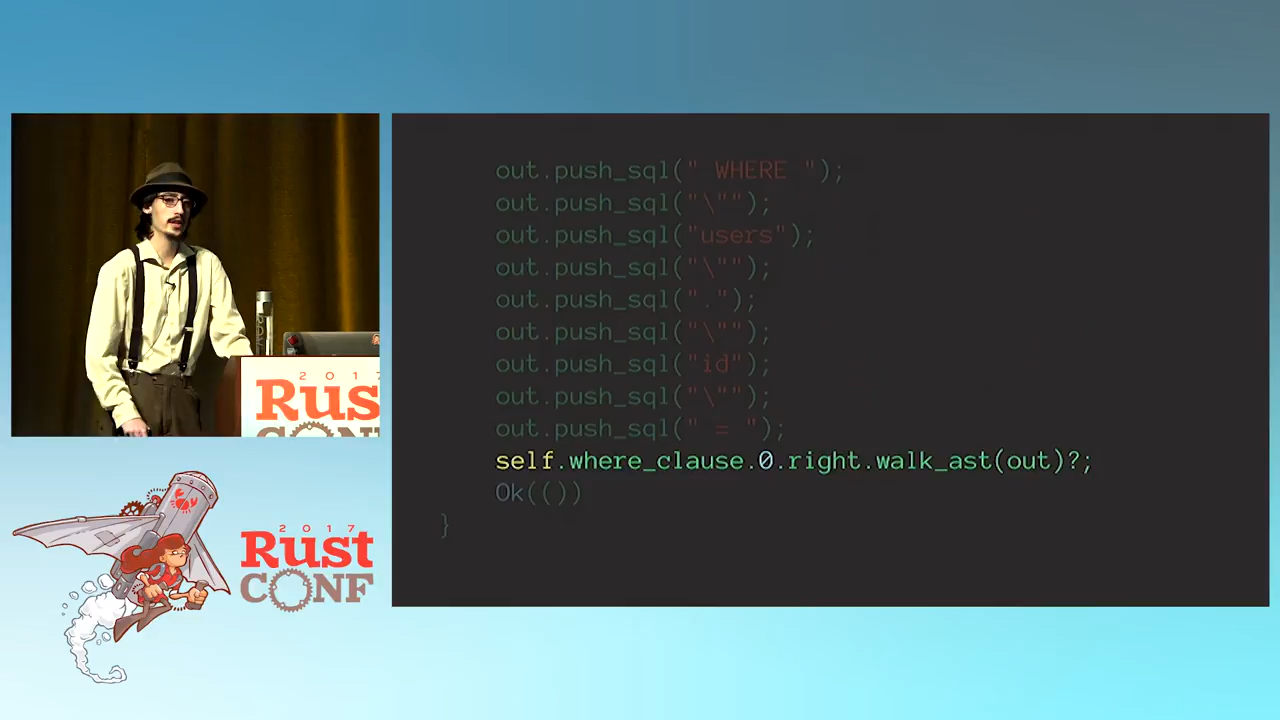 out.push_sql(" WHERE ");
out.push_sql("\"");
out.push_sql("users");
out.push_sql("\"");
out.push_sql(".");
out.push_sql("\"");
out.push_sql("id");
out.push_sql("\"");
out.push_sql(" = ");
self.where_clause.0.right.walk_ast(out)?;
Ok(())
}
2017
Rust
CONF